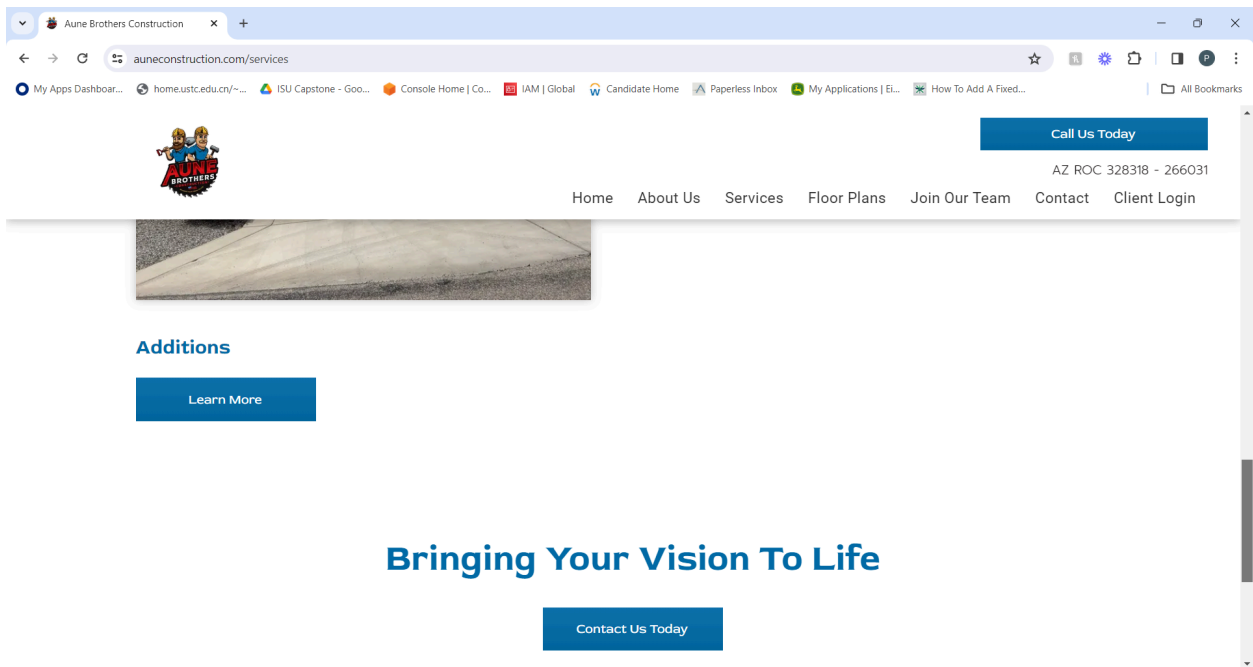 Aune Brothers Construction
auneconstruction.com/services
P
My Apps Dashboar... home.ustc.edu.cn/~... ISU Capstone - Goo... Console Home | Co... IAM | Global Candidate Home Paperless Inbox My Applications | Ei... How To Add A Fixed... All Bookmarks
AUNE
BROTHERS
Call Us Today
AZ ROC 328318 - 266031
Home About Us Services Floor Plans Join Our Team Contact Client Login
Additions
Learn More
Bringing Your Vision To Life
Contact Us Today